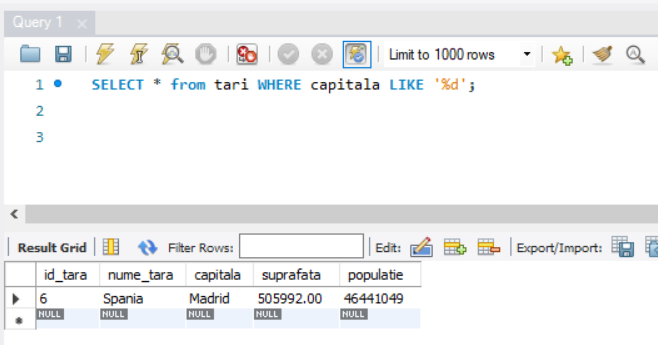 Query 1
Limit to 1000 rows
1 SELECT * from tari WHERE capitala LIKE '%d';
2
3
Result Grid Filter Rows: Edit: Export/Import:
id_tara nume_tara capitala suprafata populatie
6 Spania Madrid 505992.00 46441049
NULL NULL NULL NULL NULL